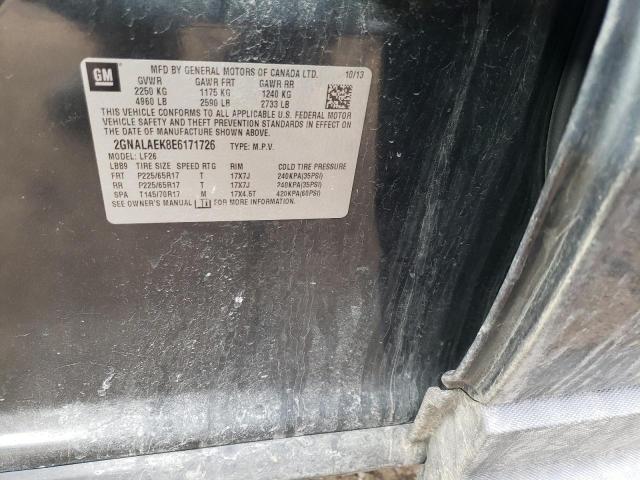 GM
MFD BY GENERAL MOTORS OF CANADA LTD. 10/13
GVWR GAWR FRT GAWR RR
2250 KG 1175 KG 1240 KG
4960 LB 2590 LB 2733 LB
THIS VEHICLE CONFORMS TO ALL APPLICABLE U.S. FEDERAL MOTOR
VEHICLE SAFETY AND THEFT PREVENTION STANDARDS IN EFFECT ON THE
DATE OF MANUFACTURE SHOWN ABOVE.
2GNALAEK8E6171726 TYPE: M.P.V.
MODEL: LF26
LBB9 TIRE SIZE SPEED RTG RIM COLD TIRE PRESSURE
FRT P225/65R17 T 17X7J 240KPA(35PSI)
RR P225/65R17 T 17X7J 240KPA(35PSI)
SPA T145/70R17 M 17X4.5T 420KPA(60PSI)
SEE OWNER'S MANUAL i FOR MORE INFORMATION.